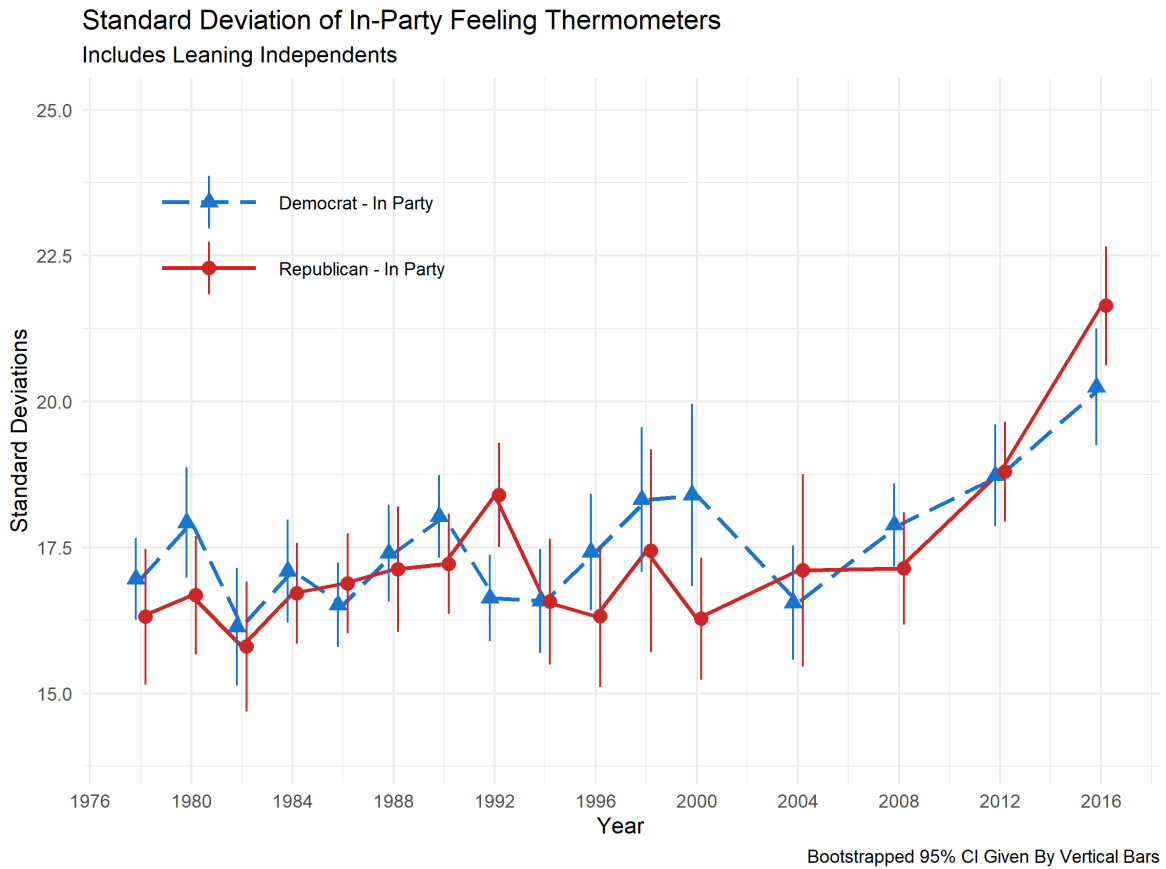 Standard Deviation of In-Party Feeling Thermometers
Includes Leaning Independents
25.0
22.5
20.0
17.5
15.0
Standard Deviations
Democrat - In Party
Republican - In Party
1976 1980 1984 1988 1992 1996 2000 2004 2008 2012 2016
Year
Bootstrapped 95% CI Given By Vertical Bars